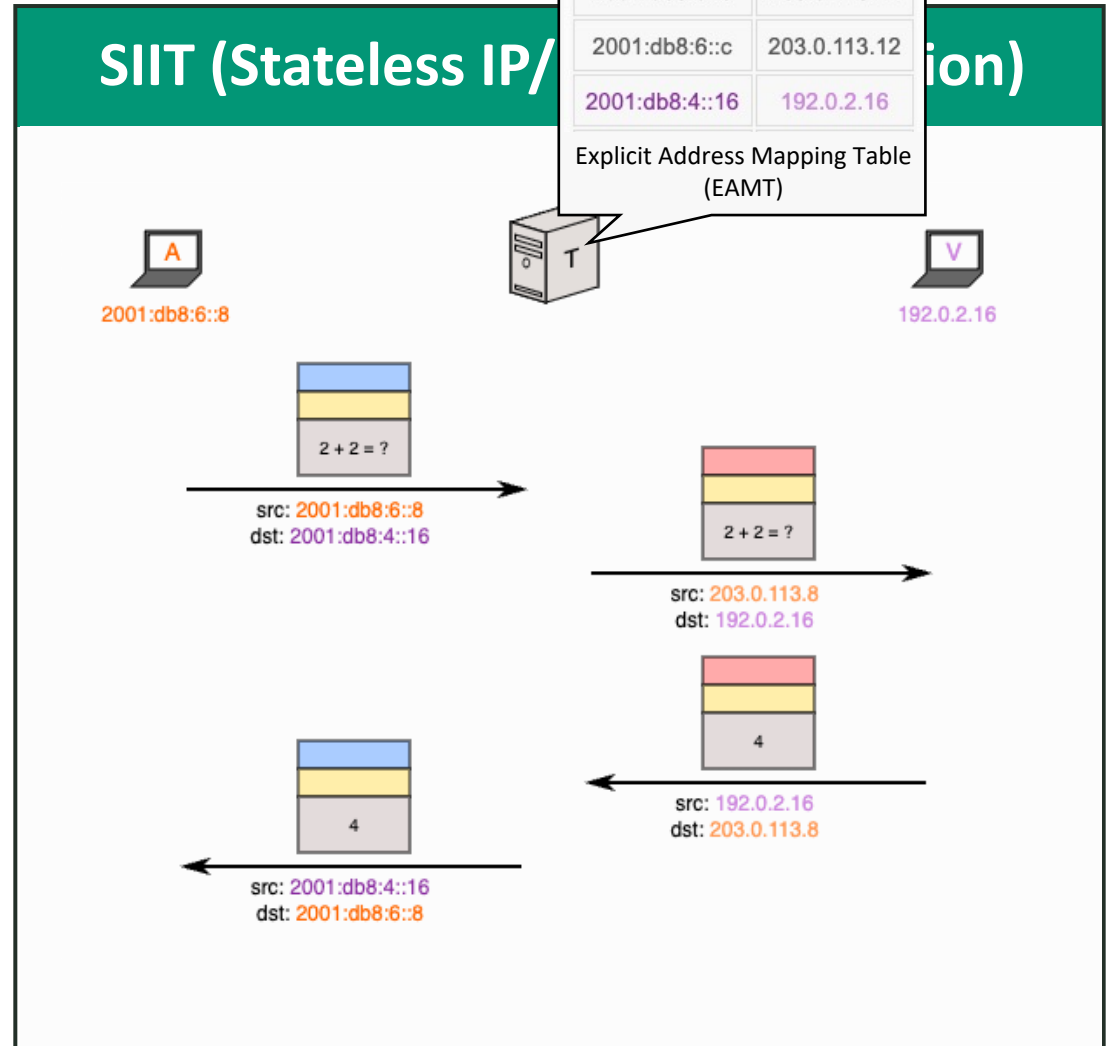 SIIT (Stateless IP/
ion)
2001:db8:6::c 203.0.113.12
2001:db8:4::16 192.0.2.16
Explicit Address Mapping Table
(EAMT)
A
T
V
2001:db8:6::8
192.0.2.16
2 + 2 = ?
src: 2001:db8:6::8
dst: 2001:db8:4::16
2 + 2 = ?
src: 203.0.113.8
dst: 192.0.2.16
4
src: 192.0.2.16
dst: 203.0.113.8
4
src: 2001:db8:4::16
dst: 2001:db8:6::8